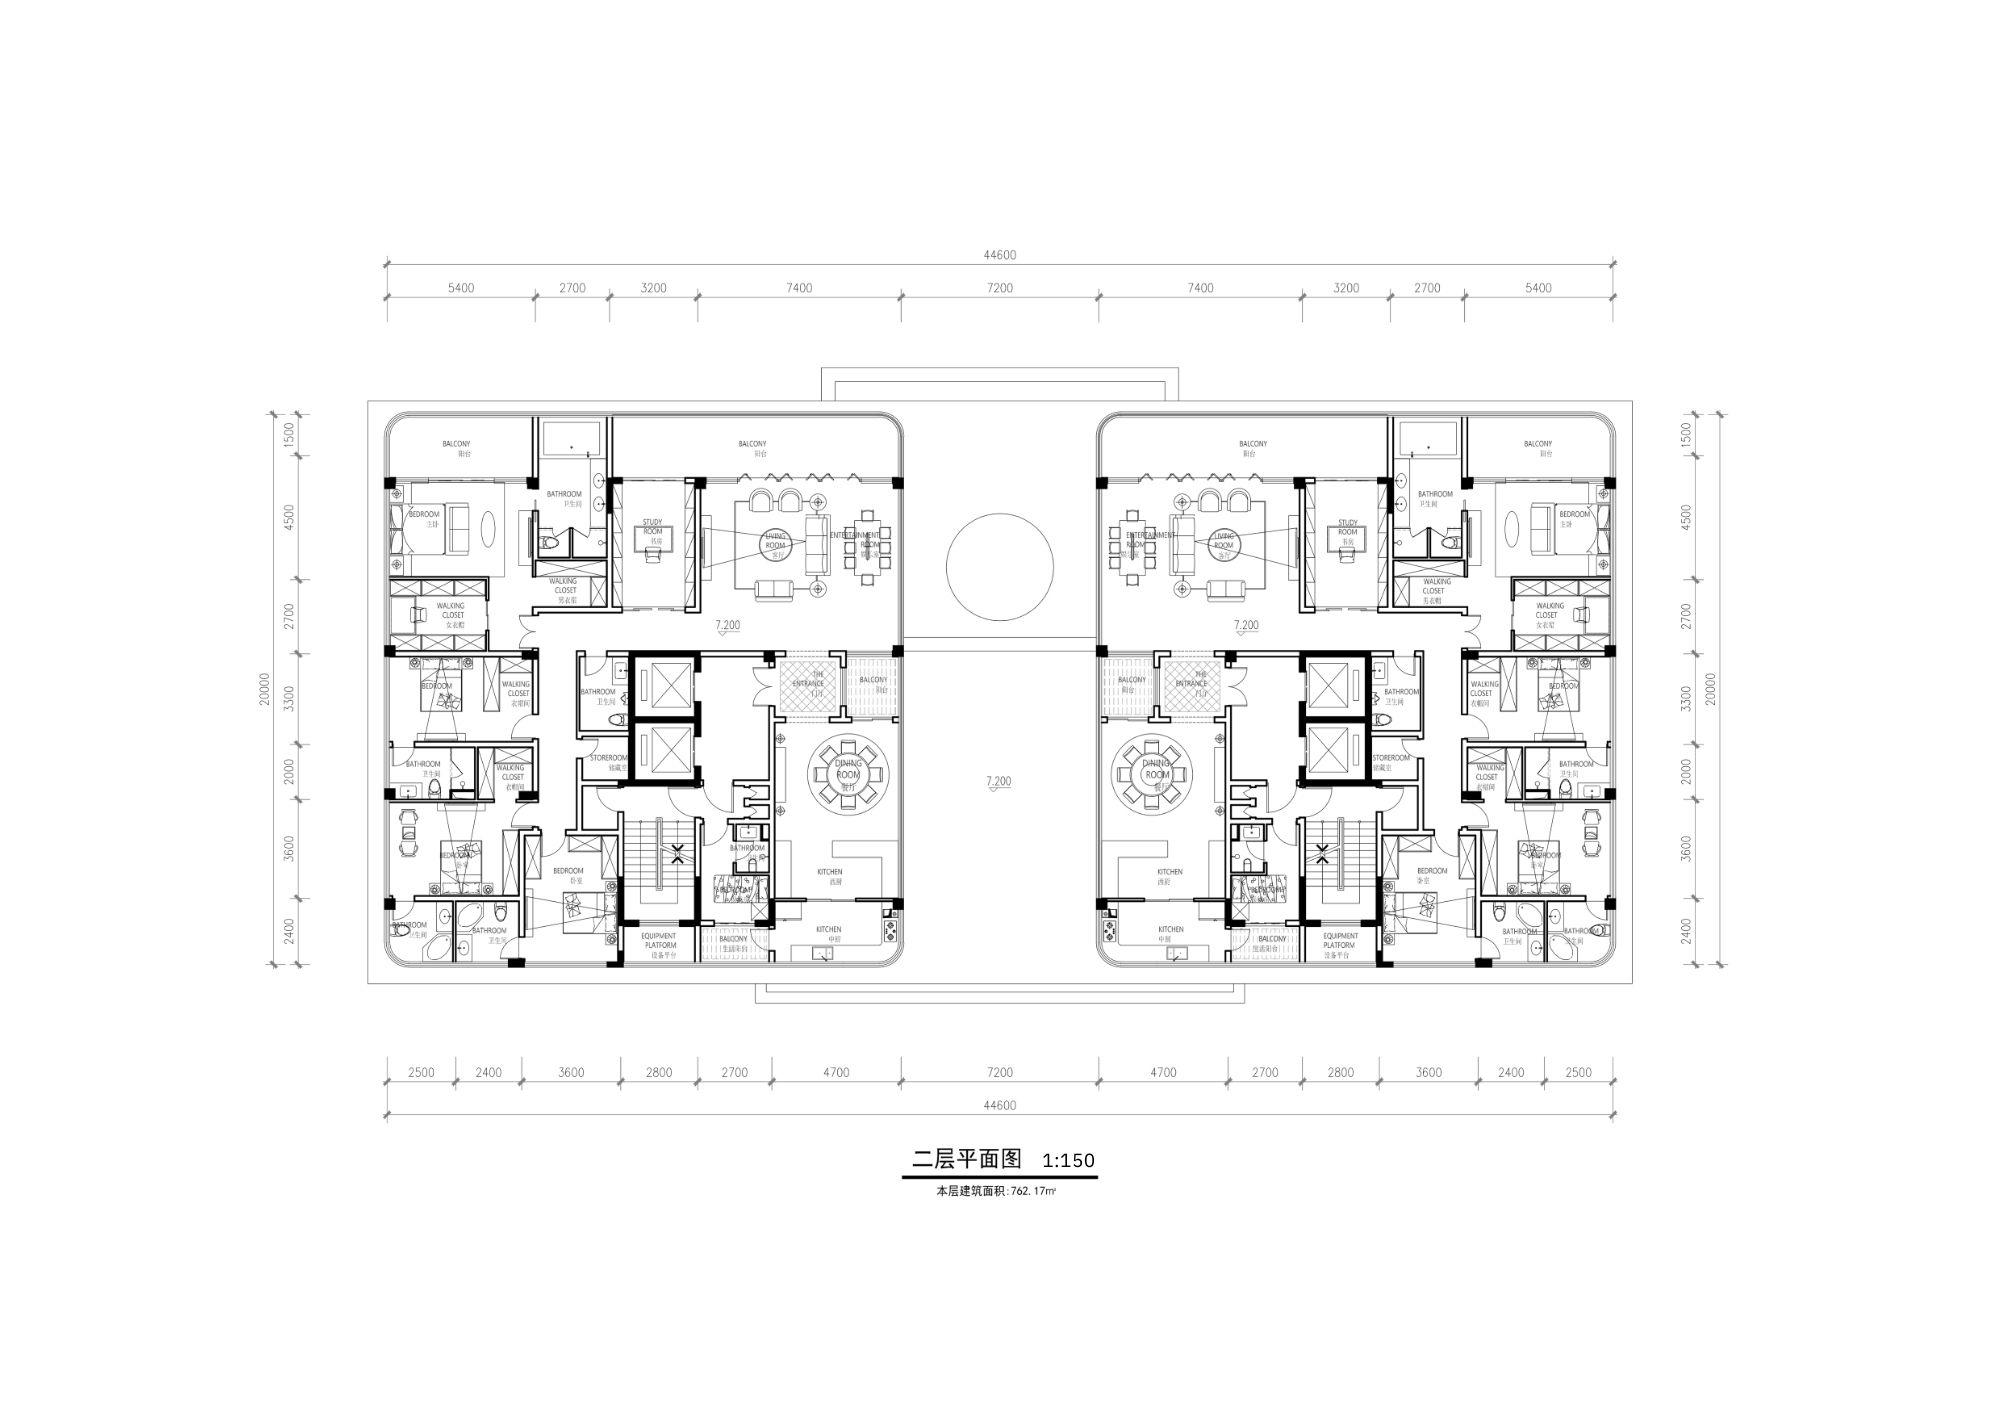 44600
5400 2700 3200 7400 7200 7400 3200 2700 5400
1500 4500 2700 3300 2000 3600 2400
20000
BALCONY
阳台
BALCONY
阳台
BATHROOM
卫生间
BEDROOM
主卧
STUDY
ROOM
书房
LIVING
ROOM
客厅
ENTERTAINMENT
ROOM
WALKING
CLOSET
男衣帽
WALKING
CLOSET
女衣帽
7.200
THE
ENTRANCE
门厅
BALCONY
阳台
BEDROOM
WALKING
CLOSET
衣帽间
BATHROOM
卫生间
BATHROOM
卫生间
WALKING
CLOSET
衣帽间
STOREROOM
储藏室
DINING
ROOM
餐厅
BEDROOM
卧室
BEDROOM
卧室
BATHROOM
卫生间
BEDROOM
KITCHEN
西厨
BATHROOM
卫生间
BATHROOM
卫生间
EQUIPMENT
PLATFORM
设备平台
BALCONY
生活阳台
KITCHEN
中厨
7.200
BALCONY
阳台
BALCONY
阳台
BATHROOM
卫生间
BEDROOM
主卧
STUDY
ROOM
书房
LIVING
ROOM
客厅
ENTERTAINMENT
ROOM
WALKING
CLOSET
男衣帽
WALKING
CLOSET
女衣帽
7.200
BALCONY
阳台
THE
ENTRANCE
门厅
BATHROOM
卫生间
WALKING
CLOSET
衣帽间
BEDROOM
DINING
ROOM
餐厅
STOREROOM
储藏室
WALKING
CLOSET
衣帽间
BATHROOM
卫生间
KITCHEN
西厨
BEDROOM
BEDROOM
卧室
BEDROOM
卧室
KITCHEN
中厨
BALCONY
生活阳台
EQUIPMENT
PLATFORM
设备平台
BATHROOM
卫生间
BATHROOM
卫生间
1500 4500 2700 3300 2000 3600 2400
20000
2500 2400 3600 2800 2700 4700 7200 4700 2700 2800 3600 2400 2500
44600
二层平面图 1:150
本层建筑面积:762.17㎡